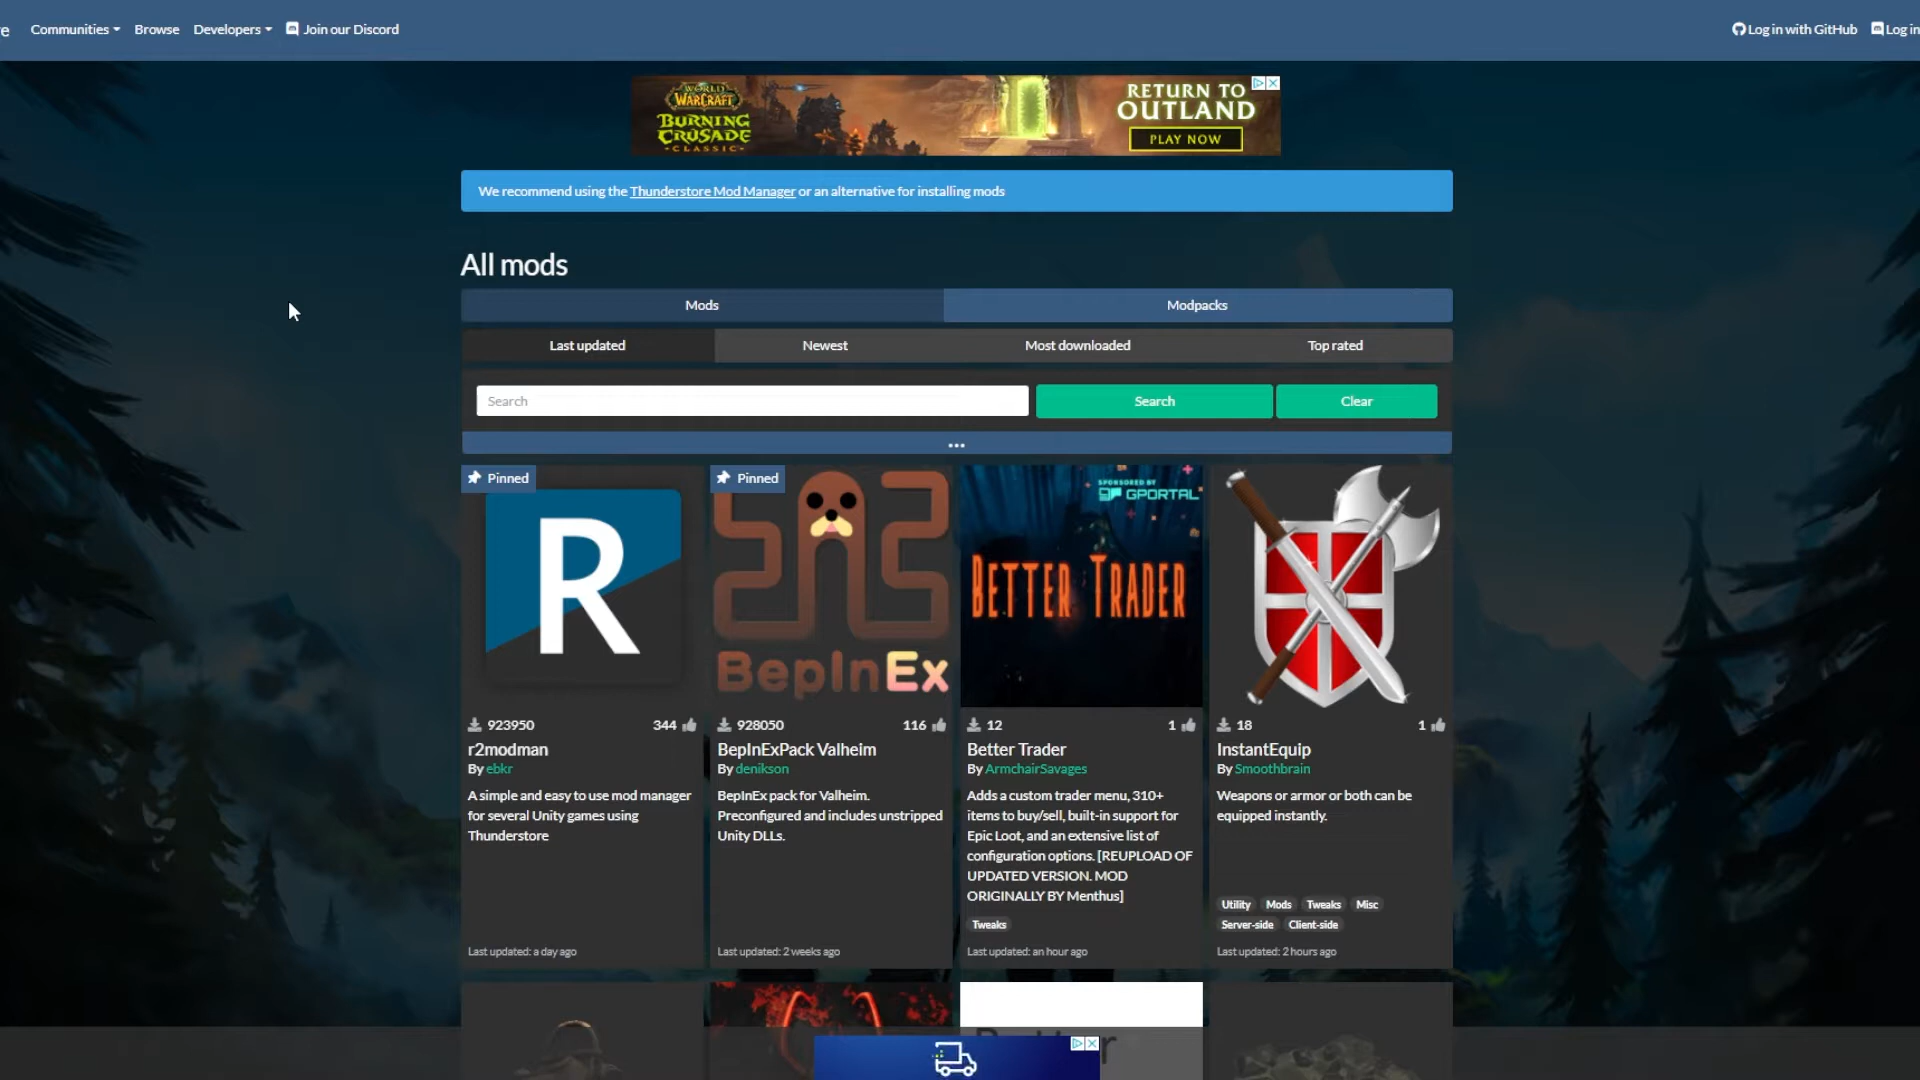 e
Communities
Browse
Developers
Join our Discord
Log in with GitHub
Log in
WORLD
WARCRAFT
BURNING
CRUSADE
CLASSIC
RETURN TO
OUTLAND
PLAY NOW
We recommend using the Thunderstore Mod Manager or an alternative for installing mods
All mods
Mods
Modpacks
Last updated
Newest
Most downloaded
Top rated
Search
Search
Clear
...
Pinned
R
923950
344
r2modman
By ebkr
A simple and easy to use mod manager
for several Unity games using
Thunderstore
Last updated: a day ago
Pinned
BepInEx
928050
116
BepInExPack Valheim
By denikson
BepInEx pack for Valheim.
Preconfigured and includes unstripped
Unity DLLs.
Last updated: 2 weeks ago
SPONSORED BY
GPORTAL
BETTER TRADER
12
1
Better Trader
By ArmchairSavages
Adds a custom trader menu, 310+
items to buy/sell, built-in support for
Epic Loot, and an extensive list of
configuration options. [REUPLOAD OF
UPDATED VERSION. MOD
ORIGINALLY BY Menthus]
Tweaks
Last updated: an hour ago
18
1
InstantEquip
By Smoothbrain
Weapons or armor or both can be
equipped instantly.
Utility Mods Tweaks Misc
Server-side Client-side
Last updated: 2 hours ago